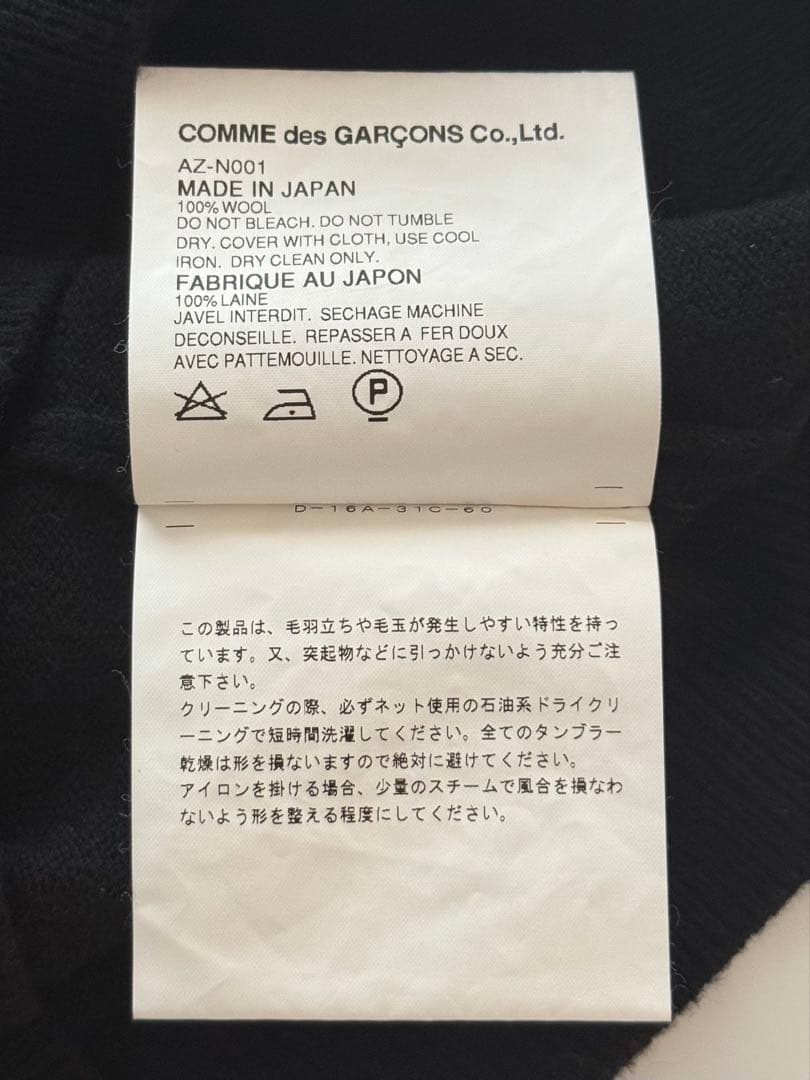 COMME des GARÇONS Co.,Ltd.
AZ-N001
MADE IN JAPAN
100% WOOL
DO NOT BLEACH. DO NOT TUMBLE
DRY. COVER WITH CLOTH, USE COOL
IRON. DRY CLEAN ONLY.
FABRIQUE AU JAPON
100% LAINE
JAVEL INTERDIT. SECHAGE MACHINE
DECONSEILLE. REPASSER A FER DOUX
AVEC PATTEMOUILLE. NETTOYAGE A SEC.
P
D-16A-31C-60
この製品は、毛羽立ちや毛玉が発生しやすい特性を持っ
ています。又、突起物などに引っかけないよう充分ご注
意下さい。
クリーニングの際、必ずネット使用の石油系ドライクリ
ーニングで短時間洗濯してください。全てのタンブラー
乾燥は形を損ないますので絶対に避けてください。
アイロンを掛ける場合、少量のスチームで風合を損なわ
ないよう形を整える程度にしてください。